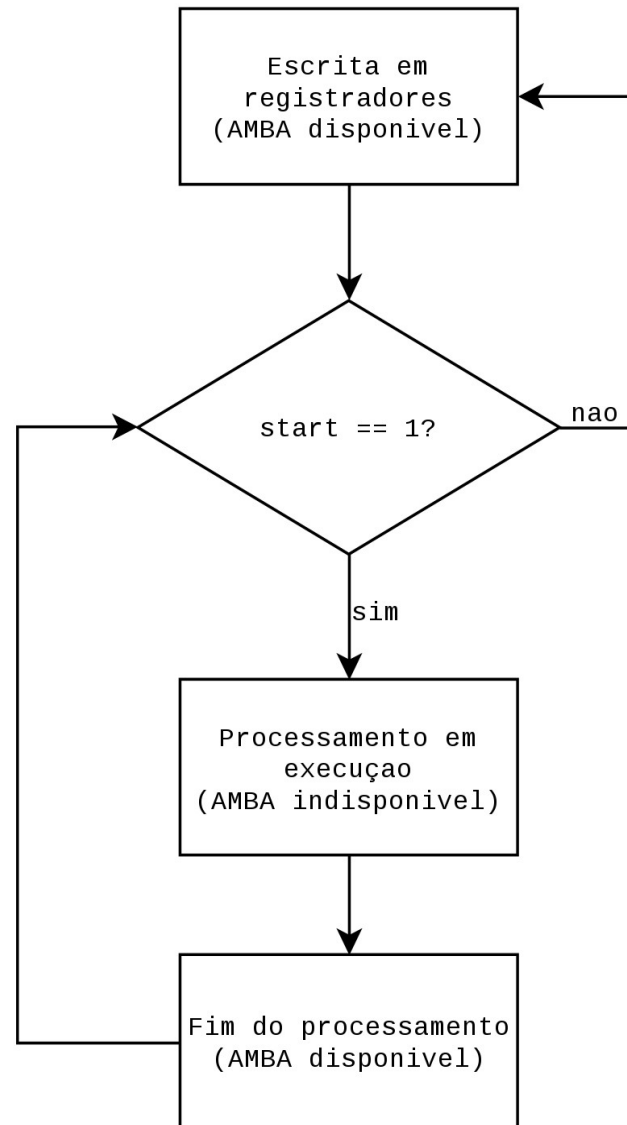 Escrita em
registradores
(AMBA disponivel)
start == 1?
nao
sim
Processamento em
execuçao
(AMBA indisponivel)
Fim do processamento
(AMBA disponivel)